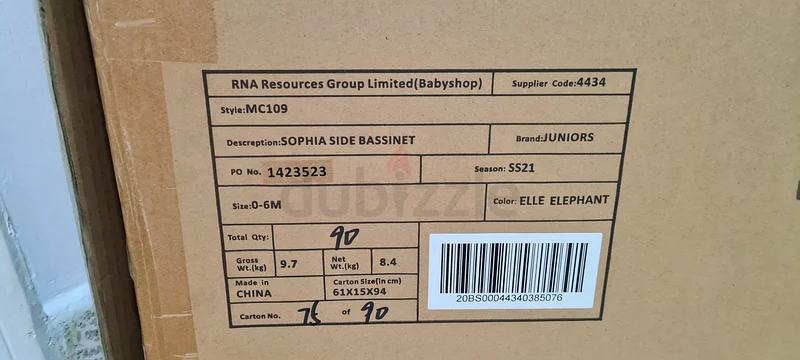 RNA Resources Group Limited(Babyshop) Supplier Code:4434
Style:MC109
Descreption:SOPHIA SIDE BASSINET Brand:JUNIORS
PO No. 1423523 Season: SS21
dubizzle
Size:0-6M Color: ELLE ELEPHANT
Total Qty: 90
Gross Wt.(kg) 9.7 Net Wt.(kg) 8.4
Made in CHINA Carton Size(in cm) 61X15X94
Carton No. 75 of 90
20BS00044340385076